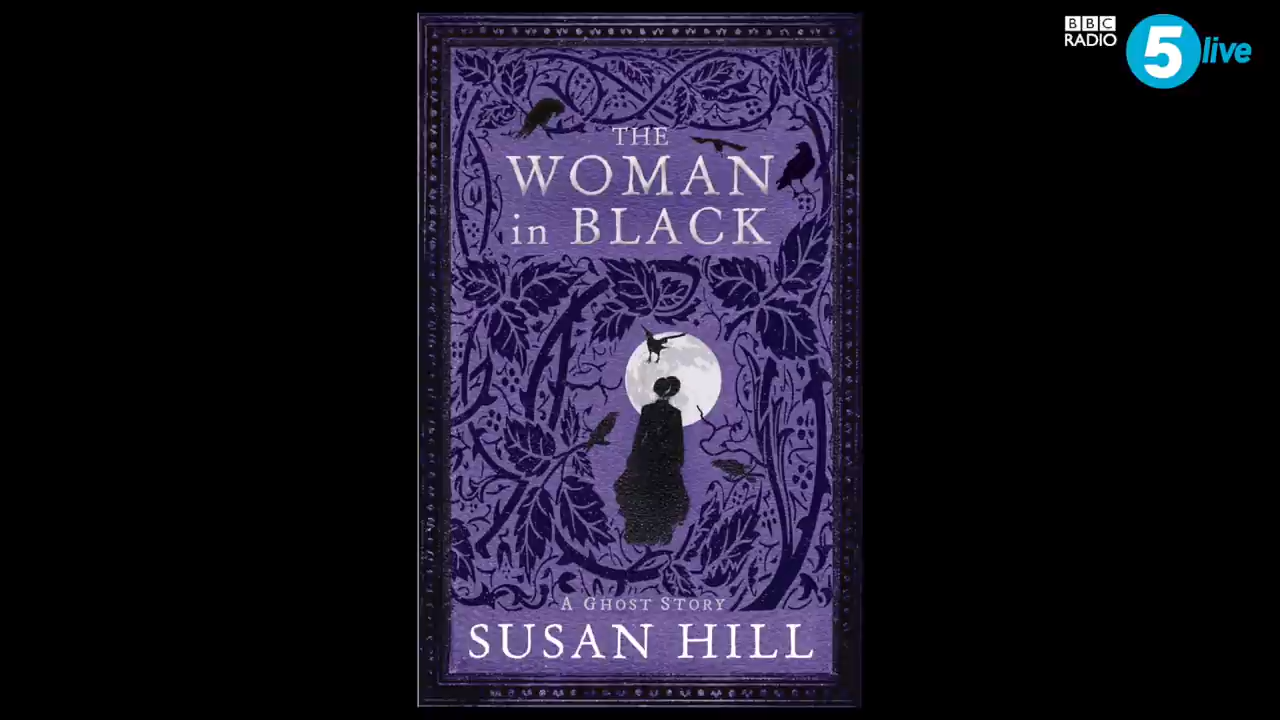 BBC
RADIO
5 live
THE
WOMAN
in BLACK
A GHOST STORY
SUSAN HILL